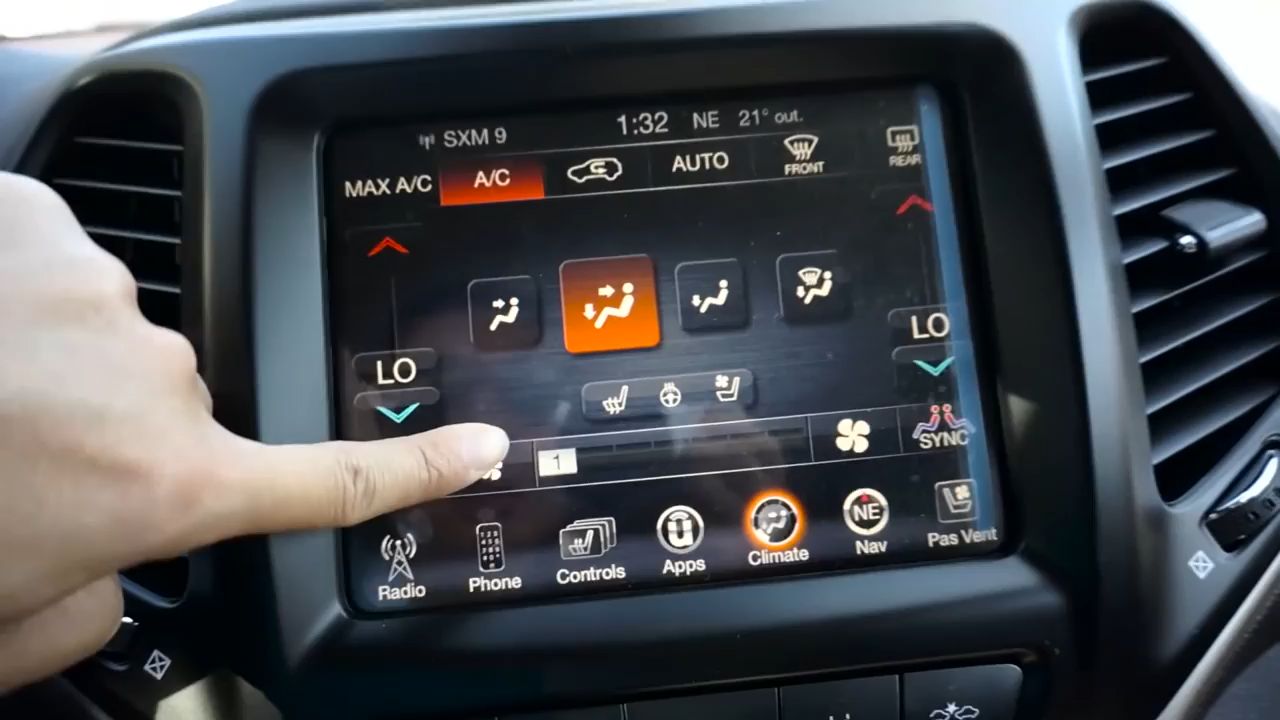 SXM 9 1:32 NE 21° out.
MAX A/C A/C AUTO FRONT REAR
LO LO
1 SYNC
NE
Radio Phone Controls Apps Climate Nav Pas Vent